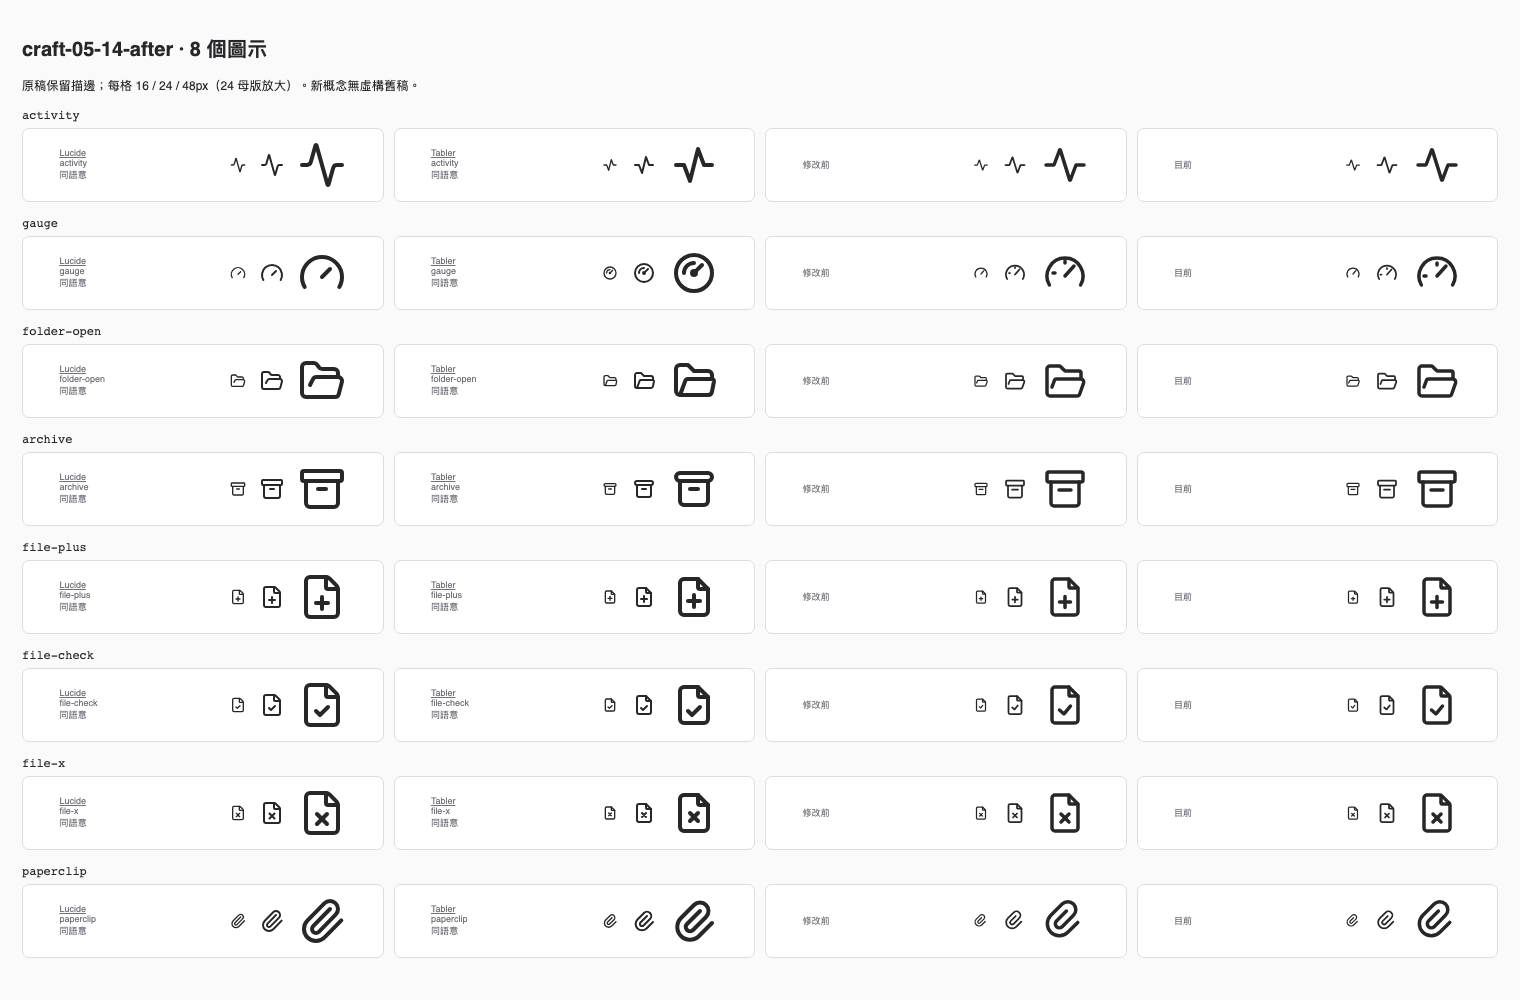 craft-05-14-after · 8 個圖示
原稿保留描邊；每格 16 / 24 / 48px（24 母版放大）。新概念無虛構舊稿。
activity
Lucide
activity
同語意
Tabler
activity
同語意
修改前
目前
gauge
Lucide
gauge
同語意
Tabler
gauge
同語意
修改前
目前
folder-open
Lucide
folder-open
同語意
Tabler
folder-open
同語意
修改前
目前
archive
Lucide
archive
同語意
Tabler
archive
同語意
修改前
目前
file-plus
Lucide
file-plus
同語意
Tabler
file-plus
同語意
修改前
目前
file-check
Lucide
file-check
同語意
Tabler
file-check
同語意
修改前
目前
file-x
Lucide
file-x
同語意
Tabler
file-x
同語意
修改前
目前
paperclip
Lucide
paperclip
同語意
Tabler
paperclip
同語意
修改前
目前